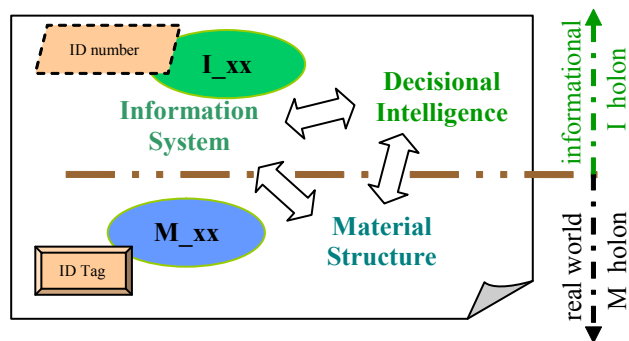 ID number
I_xx
Decisional
Intelligence
Information
System
M_xx
Material
Structure
ID Tag
informational
I holon
real world
M holon